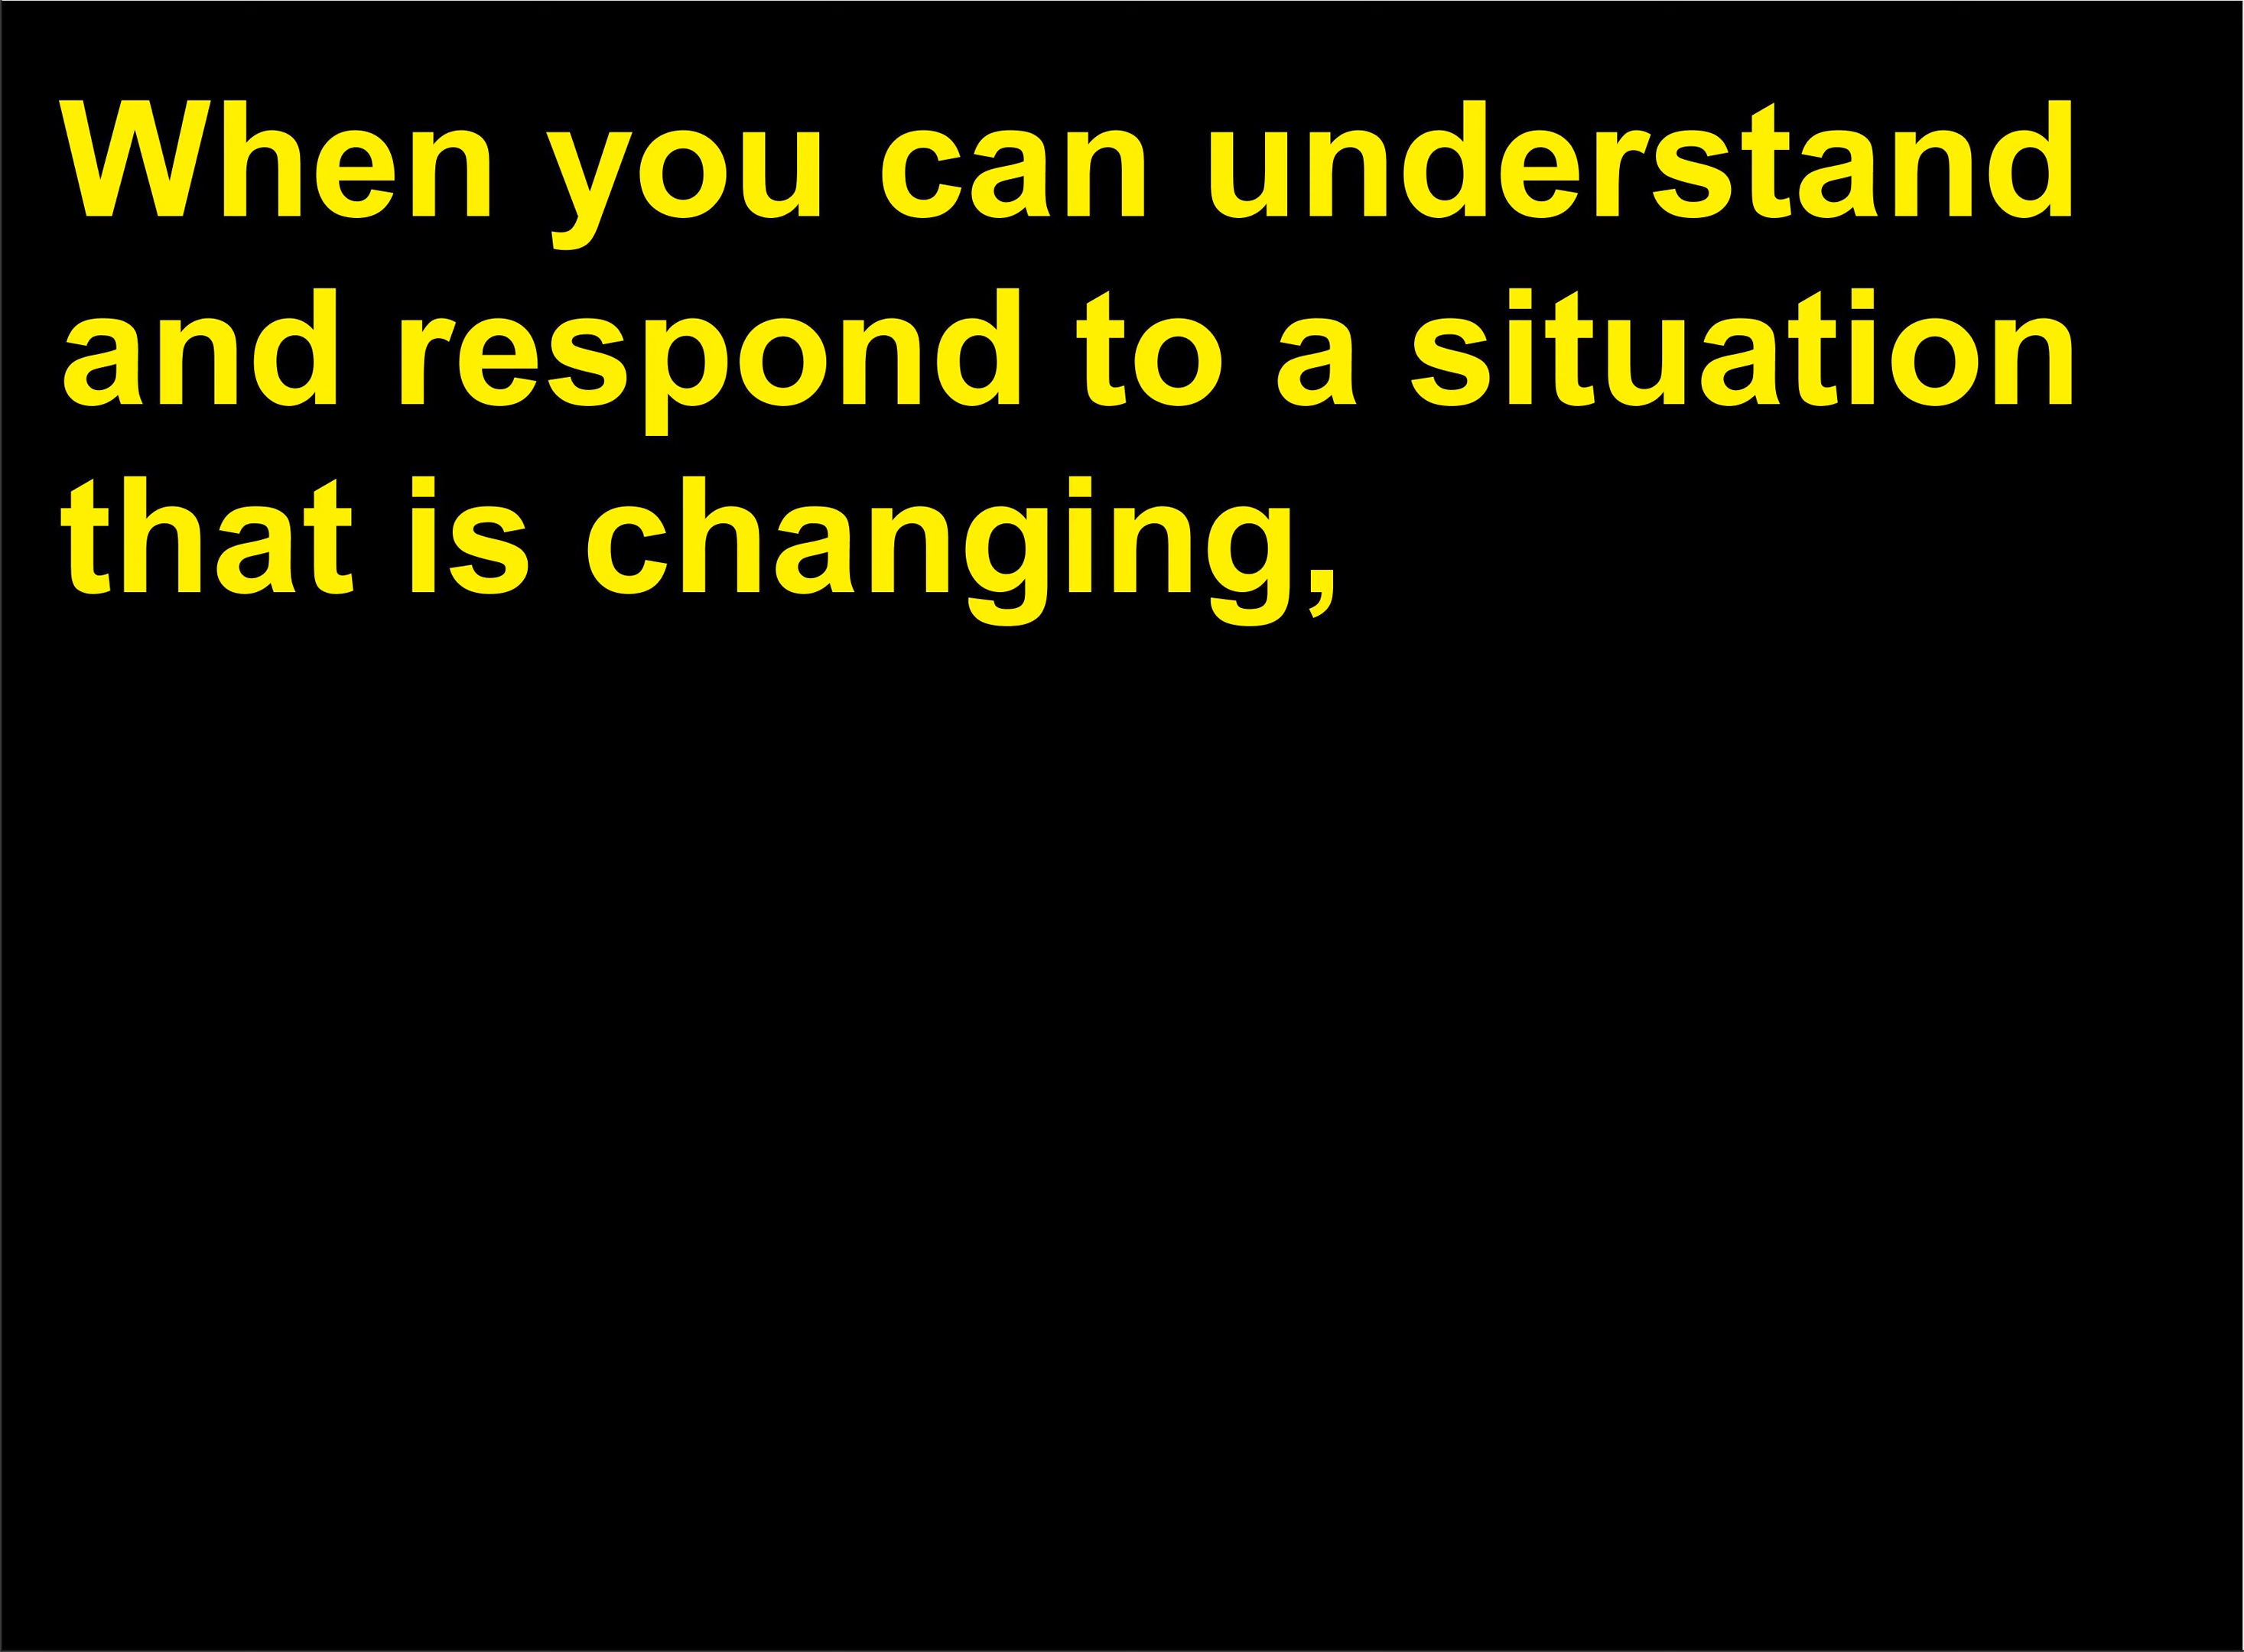 When you can understand
and respond to a situation
that is changing,